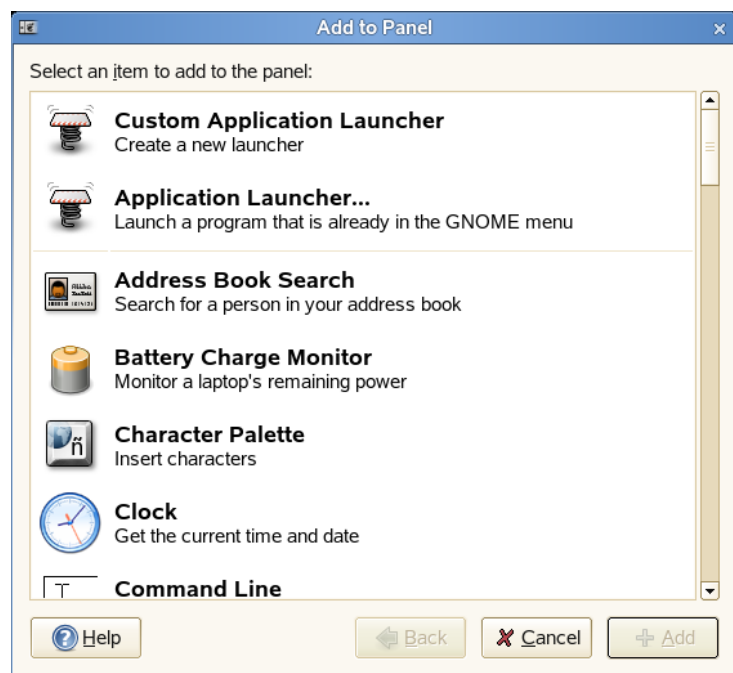 Add to Panel
Select an item to add to the panel:
Custom Application Launcher
Create a new launcher
Application Launcher...
Launch a program that is already in the GNOME menu
Address Book Search
Search for a person in your address book
Battery Charge Monitor
Monitor a laptop's remaining power
ñ
Character Palette
Insert characters
Clock
Get the current time and date
Command Line
Help
Back
Cancel
Add